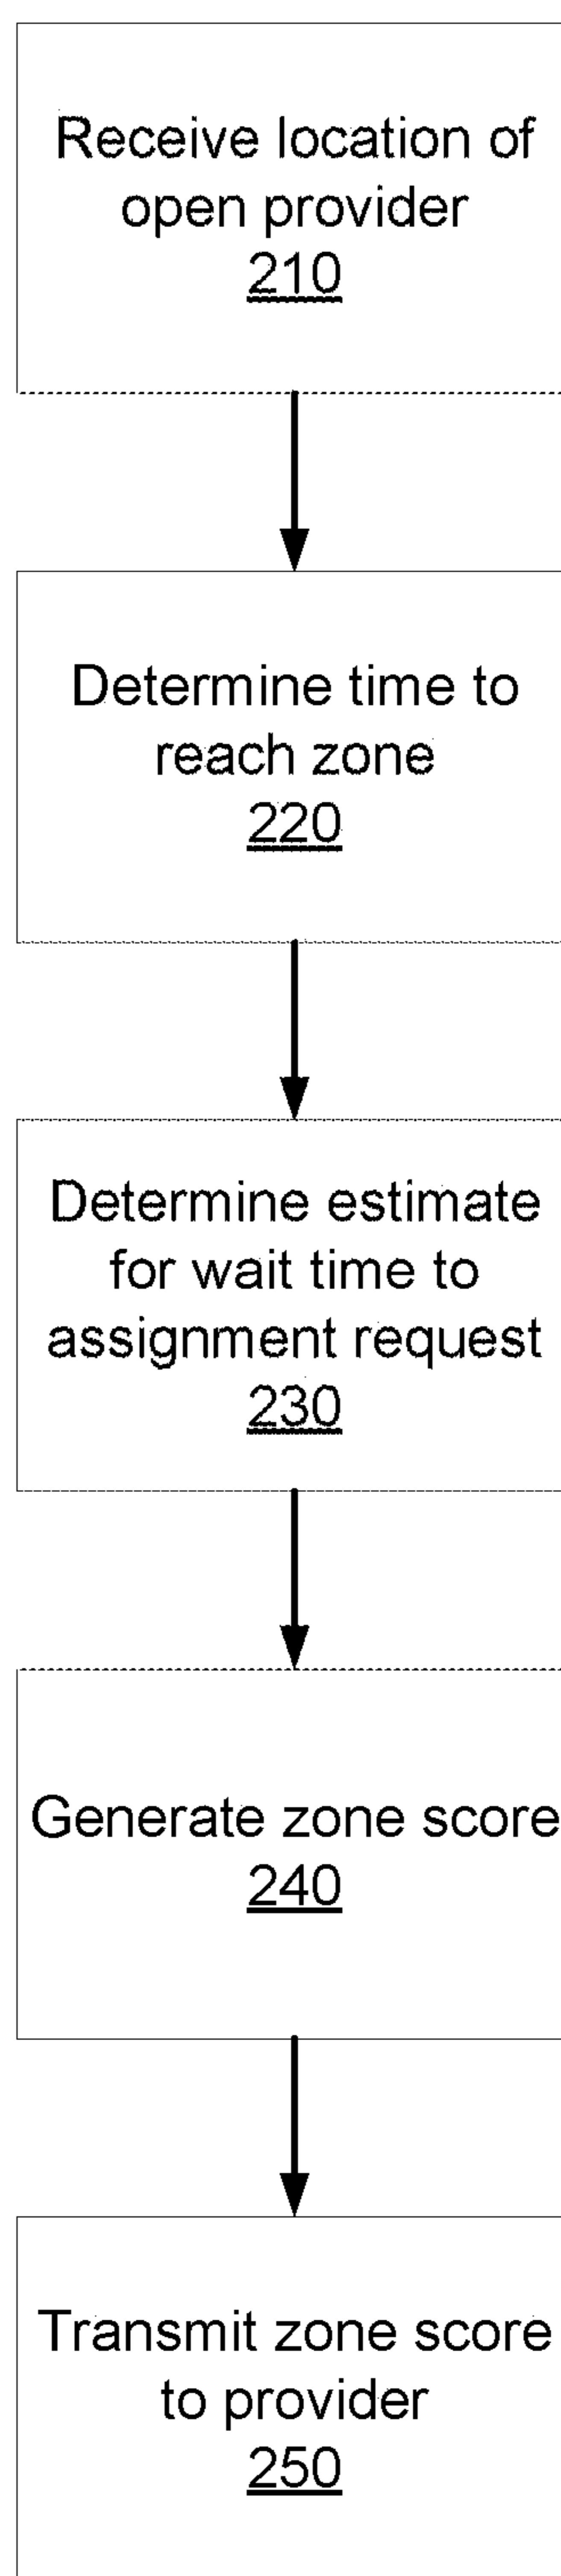 Receive location of
open provider
210
Determine time to
reach zone
220
Determine estimate
for wait time to
assignment request
230
Generate zone score
240
Transmit zone score
to provider
250